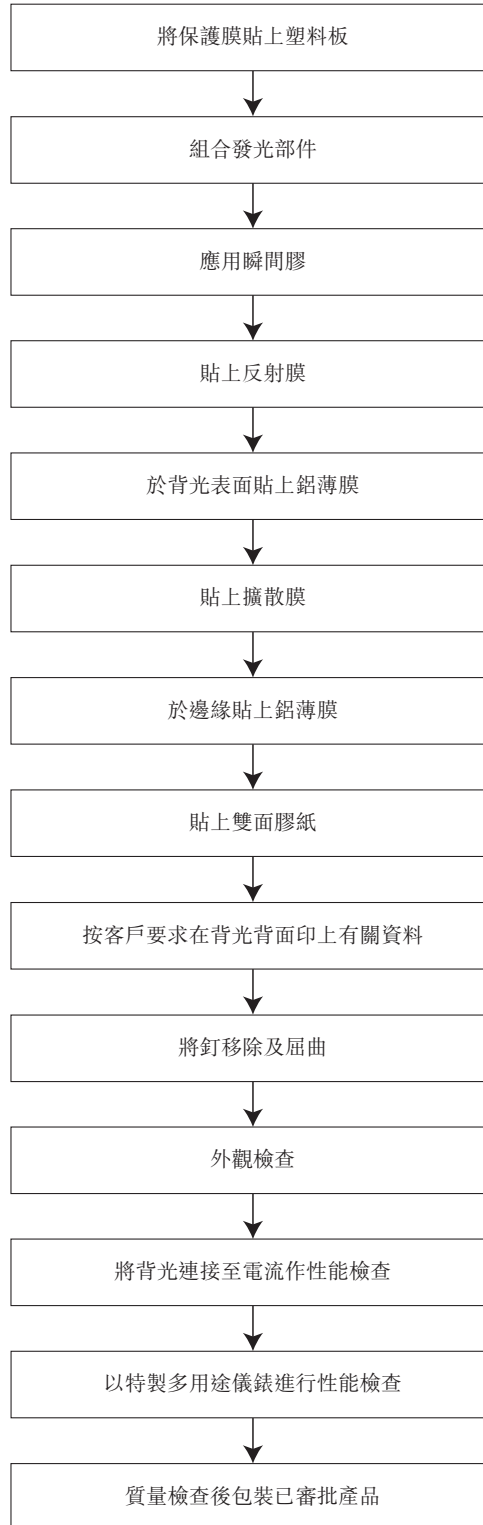 將保護膜貼上塑料板
組合發光部件
應用瞬間膠
貼上反射膜
於背光表面貼上鋁薄膜
貼上擴散膜
於邊緣貼上鋁薄膜
貼上雙面膠紙
按客戶要求在背光背面印上有關資料
將釘移除及屈曲
外觀檢查
將背光連接至電流作性能檢查
以特製多用途儀錶進行性能檢查
質量檢查後包裝已審批產品